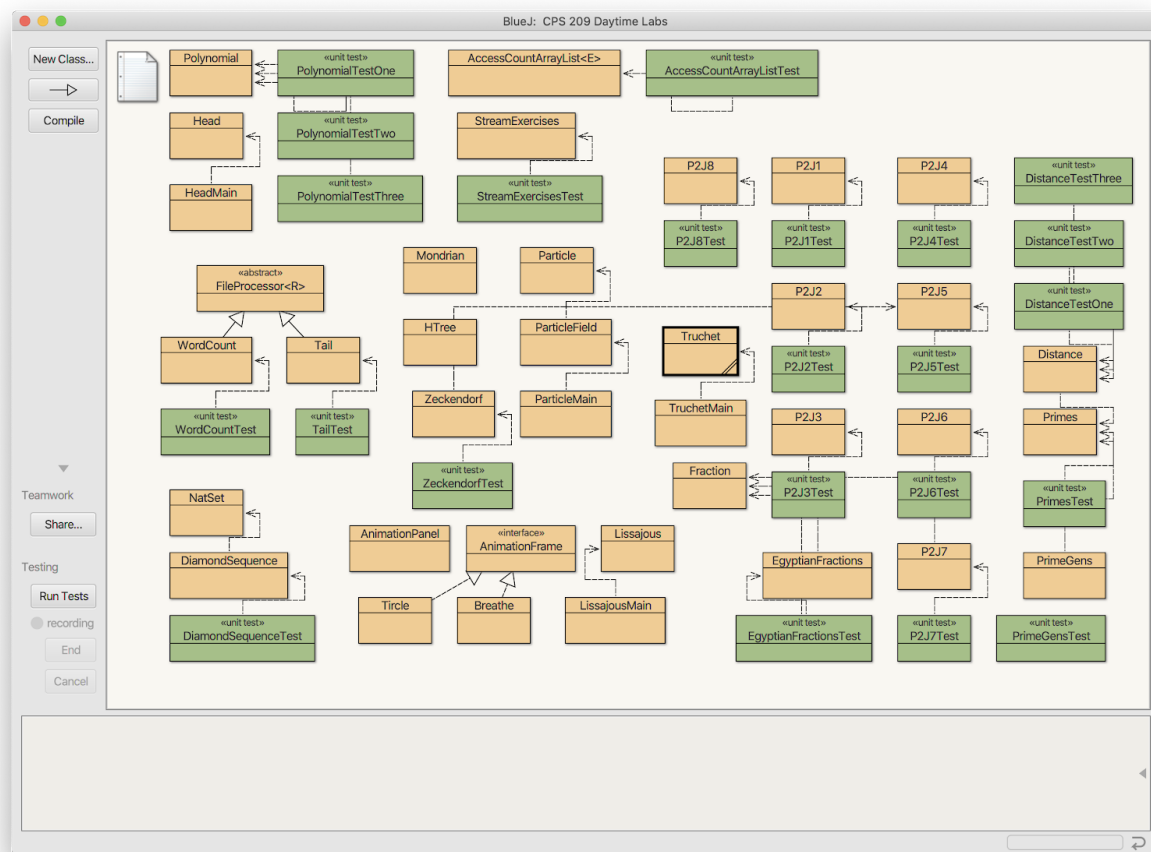 BlueJ: CPS 209 Daytime Labs
New Class...
Compile
Teamwork
Share...
Testing
Run Tests
recording
End
Cancel
Polynomial
«unit test»
PolynomialTestOne
AccessCountArrayList<E>
«unit test»
AccessCountArrayListTest
Head
«unit test»
PolynomialTestTwo
StreamExercises
HeadMain
«unit test»
PolynomialTestThree
«unit test»
StreamExercisesTest
P2J8
P2J1
P2J4
«unit test»
DistanceTestThree
«unit test»
P2J8Test
«unit test»
P2J1Test
«unit test»
P2J4Test
«unit test»
DistanceTestTwo
Mondrian
Particle
«abstract»
FileProcessor<R>
P2J2
P2J5
«unit test»
DistanceTestOne
WordCount
Tail
HTree
ParticleField
Truchet
«unit test»
P2J2Test
«unit test»
P2J5Test
Distance
Zeckendorf
ParticleMain
TruchetMain
«unit test»
WordCountTest
«unit test»
TailTest
P2J3
P2J6
Primes
«unit test»
ZeckendorfTest
Fraction
«unit test»
P2J3Test
«unit test»
P2J6Test
«unit test»
PrimesTest
NatSet
AnimationPanel
«interface»
AnimationFrame
Lissajous
DiamondSequence
EgyptianFractions
P2J7
PrimeGens
Tircle
Breathe
LissajousMain
«unit test»
DiamondSequenceTest
«unit test»
EgyptianFractionsTest
«unit test»
P2J7Test
«unit test»
PrimeGensTest